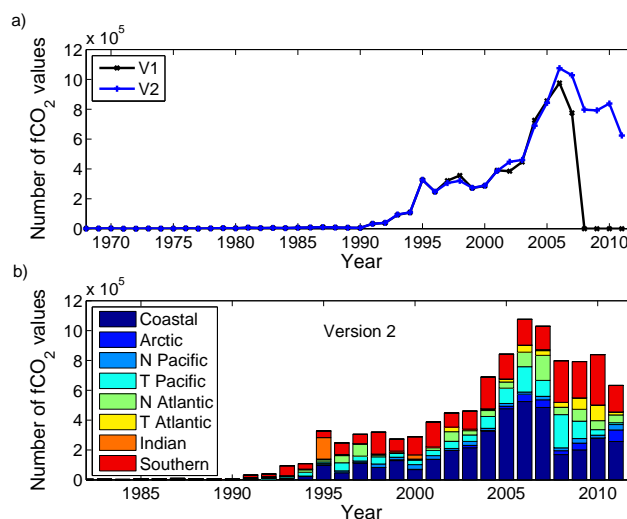 a)
x 10^5
12
10
8
6
4
2
0
Number of fCO₂ values
V1
V2
1970 1975 1980 1985 1990 1995 2000 2005 2010
Year
b)
x 10^5
12
10
8
6
4
2
0
Number of fCO₂ values
Version 2
Coastal
Arctic
N Pacific
T Pacific
N Atlantic
T Atlantic
Indian
Southern
1985 1990 1995 2000 2005 2010
Year